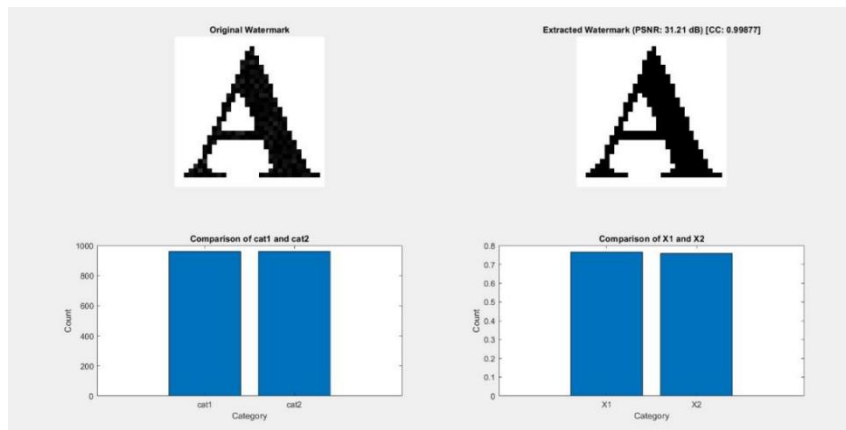 Original Watermark
Extracted Watermark (PSNR: 31.21 dB) [CC: 0.99877]
A
A
Comparison of cat1 and cat2
1000
800
600
400
200
0
Count
cat1 cat2
Category
Comparison of X1 and X2
0.8
0.7
0.6
0.5
0.4
0.3
0.2
0.1
0
Count
X1 X2
Category